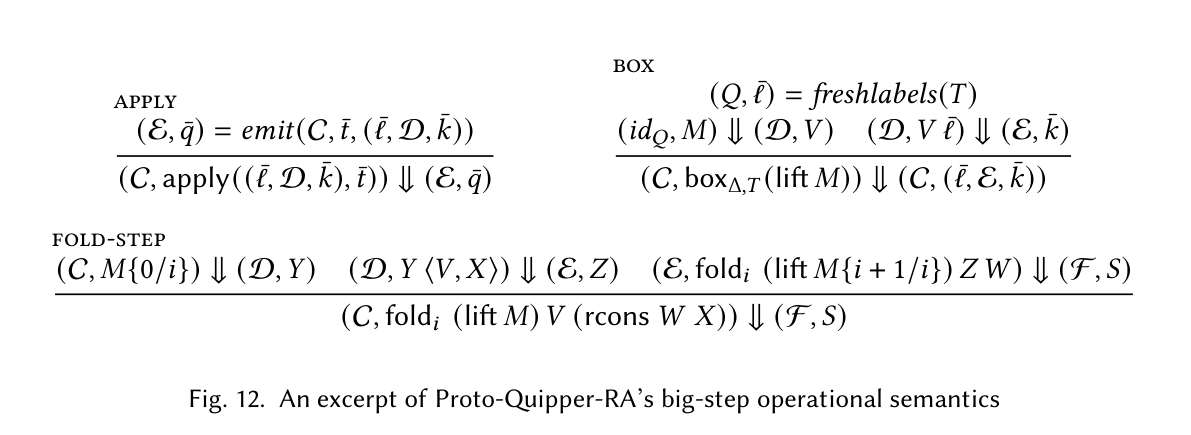 APPLY
(ℰ, q̄) = emit(𝒞, t̄, (ℓ̄, 𝒟, k̄))
(𝒞, apply((ℓ̄, 𝒟, k̄), t̄)) ⇓ (ℰ, q̄)
BOX
(Q, ℓ̄) = freshlabels(T)
(id_Q, M) ⇓ (𝒟, V) (𝒟, V ℓ̄) ⇓ (ℰ, k̄)
(𝒞, box_{Δ,T}(lift M)) ⇓ (𝒞, (ℓ̄, ℰ, k̄))
FOLD-STEP
(𝒞, M{0/i}) ⇓ (𝒟, Y) (𝒟, Y ⟨V, X⟩) ⇓ (ℰ, Z) (ℰ, fold_i (lift M{i + 1/i}) Z W) ⇓ (ℱ, S)
(𝒞, fold_i (lift M) V (rcons W X)) ⇓ (ℱ, S)
Fig. 12. An excerpt of Proto-Quipper-RA's big-step operational semantics